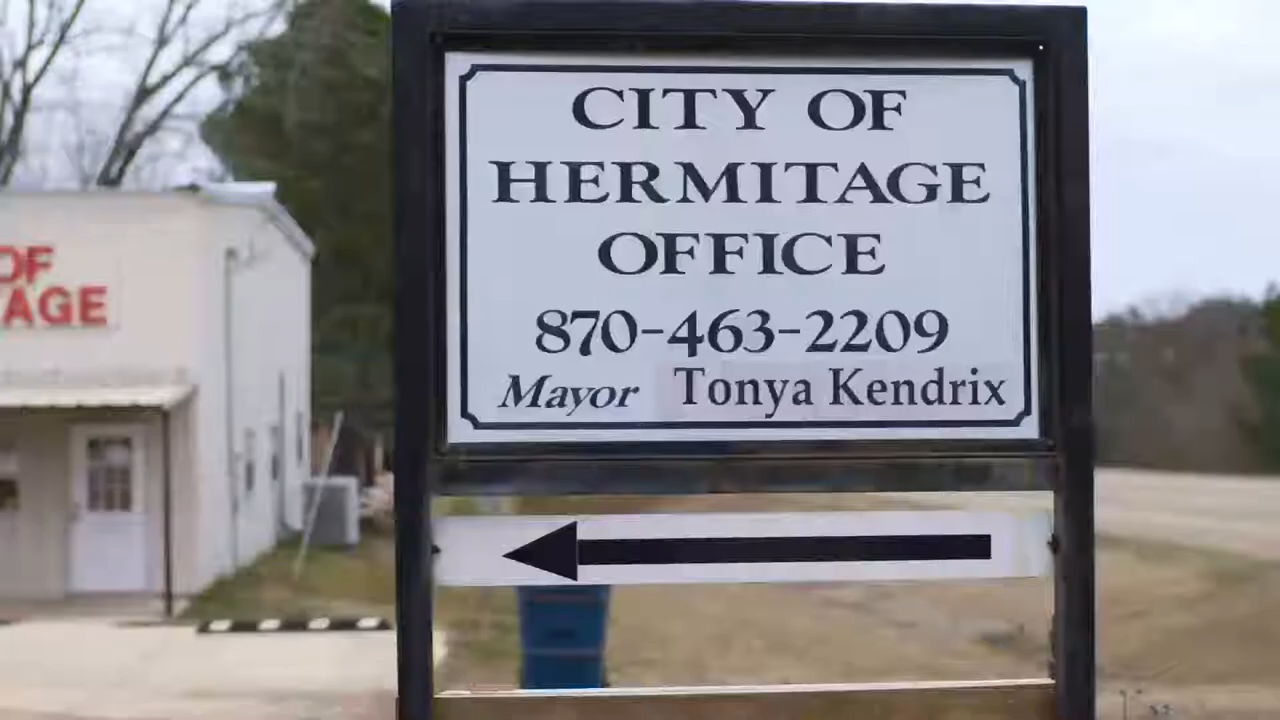 CITY OF
HERMITAGE
OFFICE
870-463-2209
Mayor Tonya Kendrix
OF
AGE